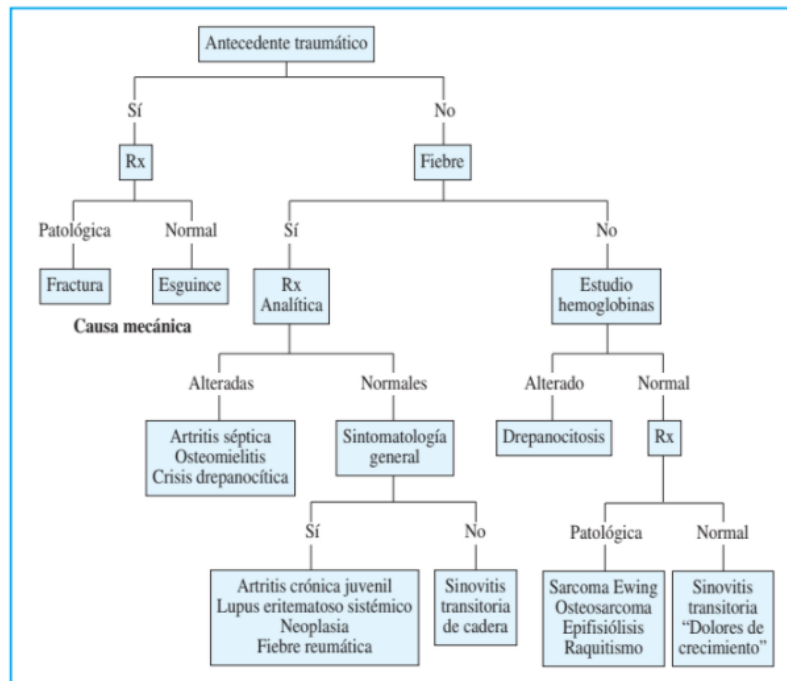 Antecedente traumático
Sí
No
Rx
Fiebre
Patológica
Normal
Sí
No
Fractura
Esguince
Rx
Analítica
Estudio
hemoglobinas
Causa mecánica
Alteradas
Normales
Alterado
Normal
Artritis séptica
Osteomielitis
Crisis drepanocítica
Sintomatología
general
Drepanocitosis
Rx
Sí
No
Patológica
Normal
Artritis crónica juvenil
Lupus eritematoso sistémico
Neoplasia
Fiebre reumática
Sinovitis
transitoria
de cadera
Sarcoma Ewing
Osteosarcoma
Epifisiólisis
Raquitismo
Sinovitis
transitoria
“Dolores de
crecimiento”